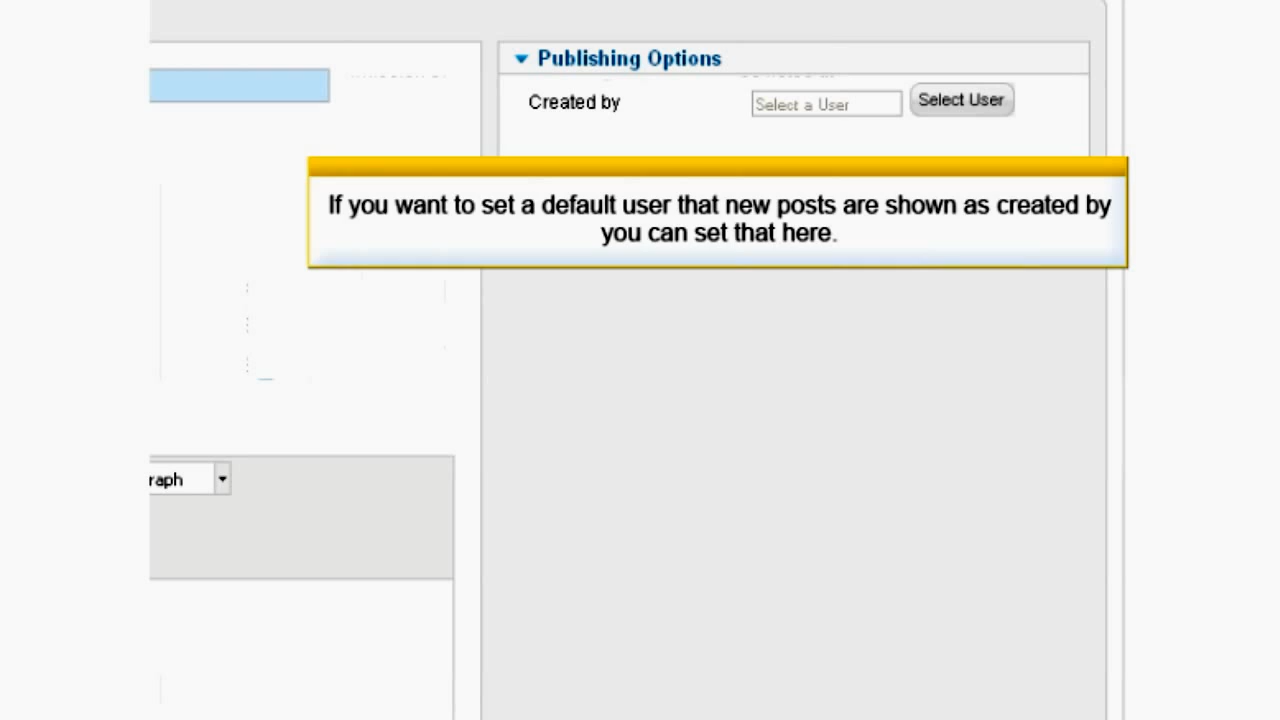 Publishing Options
Created by
Select a User
Select User
If you want to set a default user that new posts are shown as created by
you can set that here.
raph